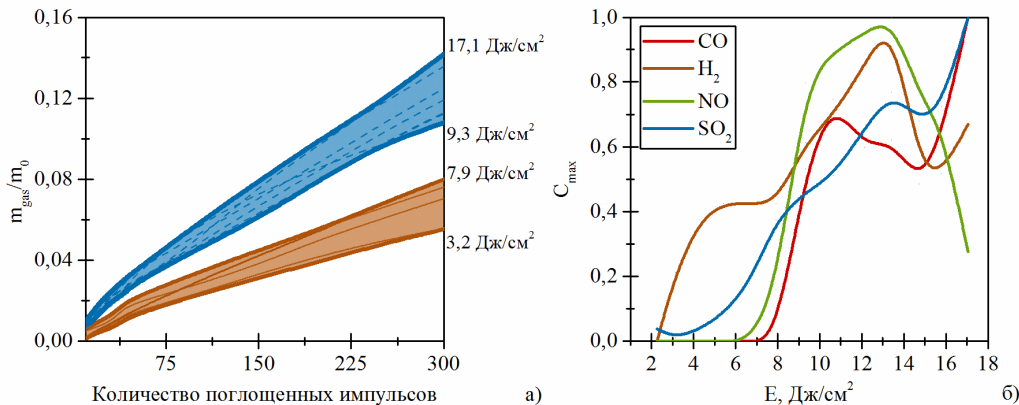 0,16
0,12
0,08
0,04
0,00
m_gas/m_0
17,1 Дж/см²
9,3 Дж/см²
7,9 Дж/см²
3,2 Дж/см²
75
150
225
300
Количество поглощенных импульсов
а)
1,0
0,8
0,6
0,4
0,2
0,0
C_max
CO
H₂
NO
SO₂
2
4
6
8
10
12
14
16
18
E, Дж/см²
б)